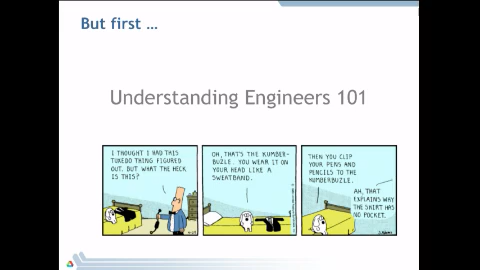 But first ...
Understanding Engineers 101
I THOUGHT I HAD THIS
TUXEDO THING FIGURED
OUT. BUT WHAT THE HECK
IS THIS?
OH, THAT'S THE KUMBER-
BUZLE. YOU WEAR IT ON
YOUR HEAD LIKE A
SWEATBAND.
THEN YOU CLIP
YOUR PENS AND
PENCILS TO THE
KUMBERBUZLE.
AH, THAT
EXPLAINS WHY
THE SHIRT HAS
NO POCKET.